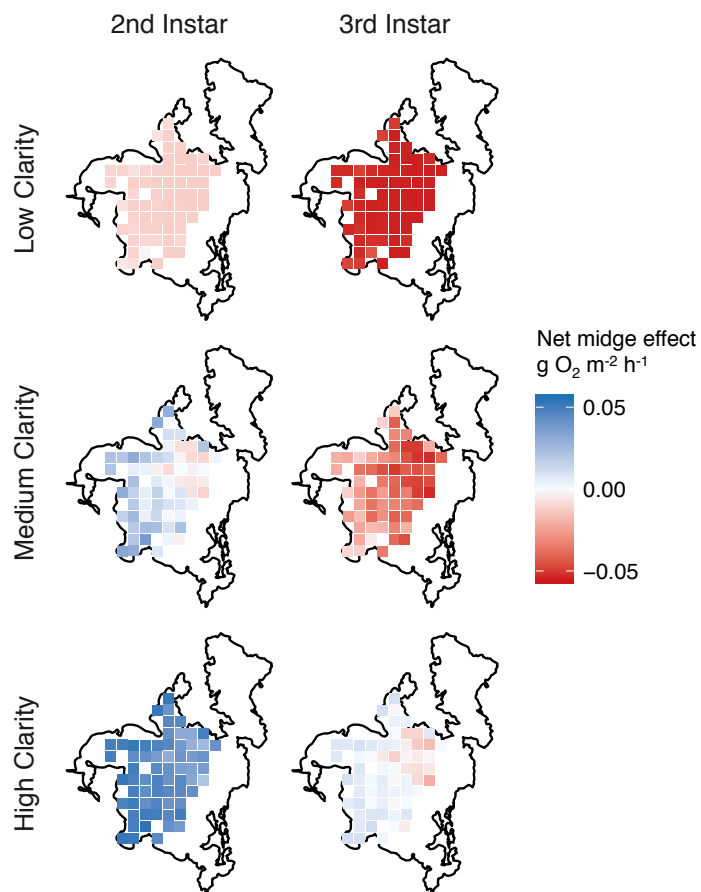 2nd Instar
3rd Instar
Low Clarity
Medium Clarity
High Clarity
Net midge effect
g O₂ m⁻² h⁻¹
0.05
0.00
−0.05